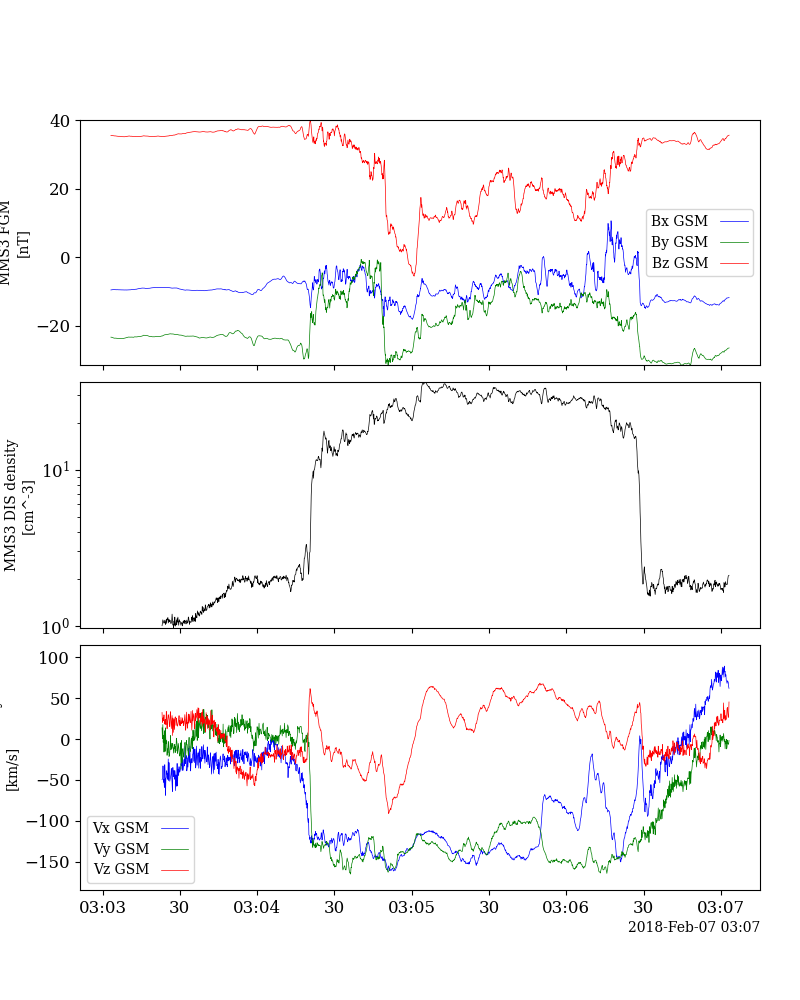 40
20
0
−20
MMS3 FGM
[nT]
Bx GSM
By GSM
Bz GSM
10^1
10^0
MMS3 DIS density
[cm^-3]
100
50
0
−50
−100
−150
[km/s]
Vx GSM
Vy GSM
Vz GSM
03:03 30 03:04 30 03:05 30 03:06 30 03:07
2018-Feb-07 03:07